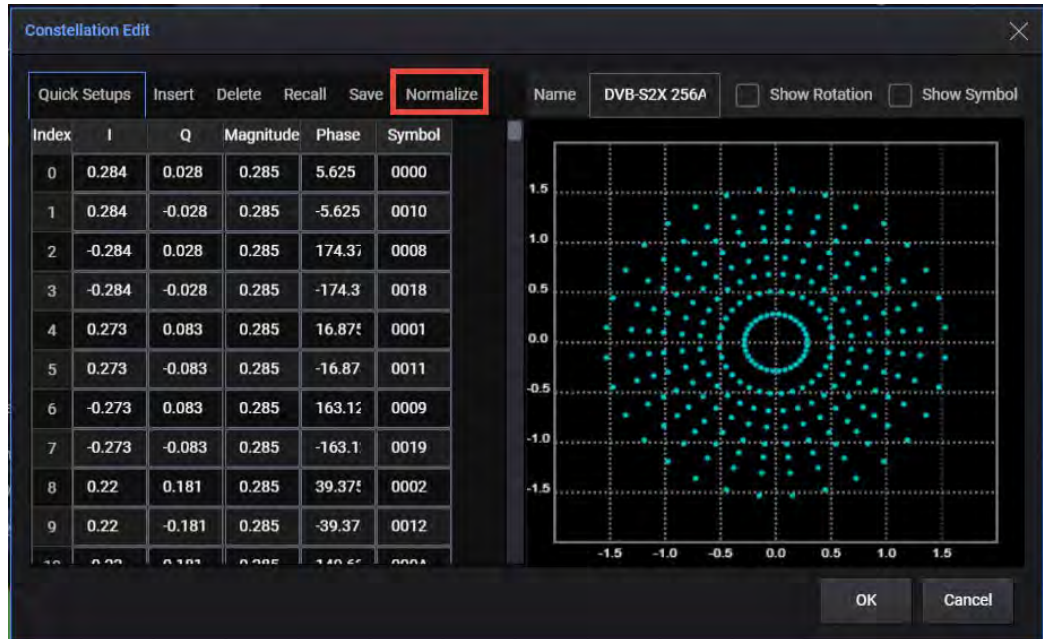 Constellation Edit
Quick Setups Insert Delete Recall Save Normalize Name DVB-S2X 256A Show Rotation Show Symbol
Index I Q Magnitude Phase Symbol
0 0.284 0.028 0.285 5.625 0000
1 0.284 -0.028 0.285 -5.625 0010
2 -0.284 0.028 0.285 174.37 0008
3 -0.284 -0.028 0.285 -174.3 0018
4 0.273 0.083 0.285 16.875 0001
5 0.273 -0.083 0.285 -16.87 0011
6 -0.273 0.083 0.285 163.12 0009
7 -0.273 -0.083 0.285 -163.1 0019
8 0.22 0.181 0.285 39.375 0002
9 0.22 -0.181 0.285 -39.37 0012
1.5
1.0
0.5
0.0
-0.5
-1.0
-1.5
-1.5 -1.0 -0.5 0.0 0.5 1.0 1.5
OK Cancel